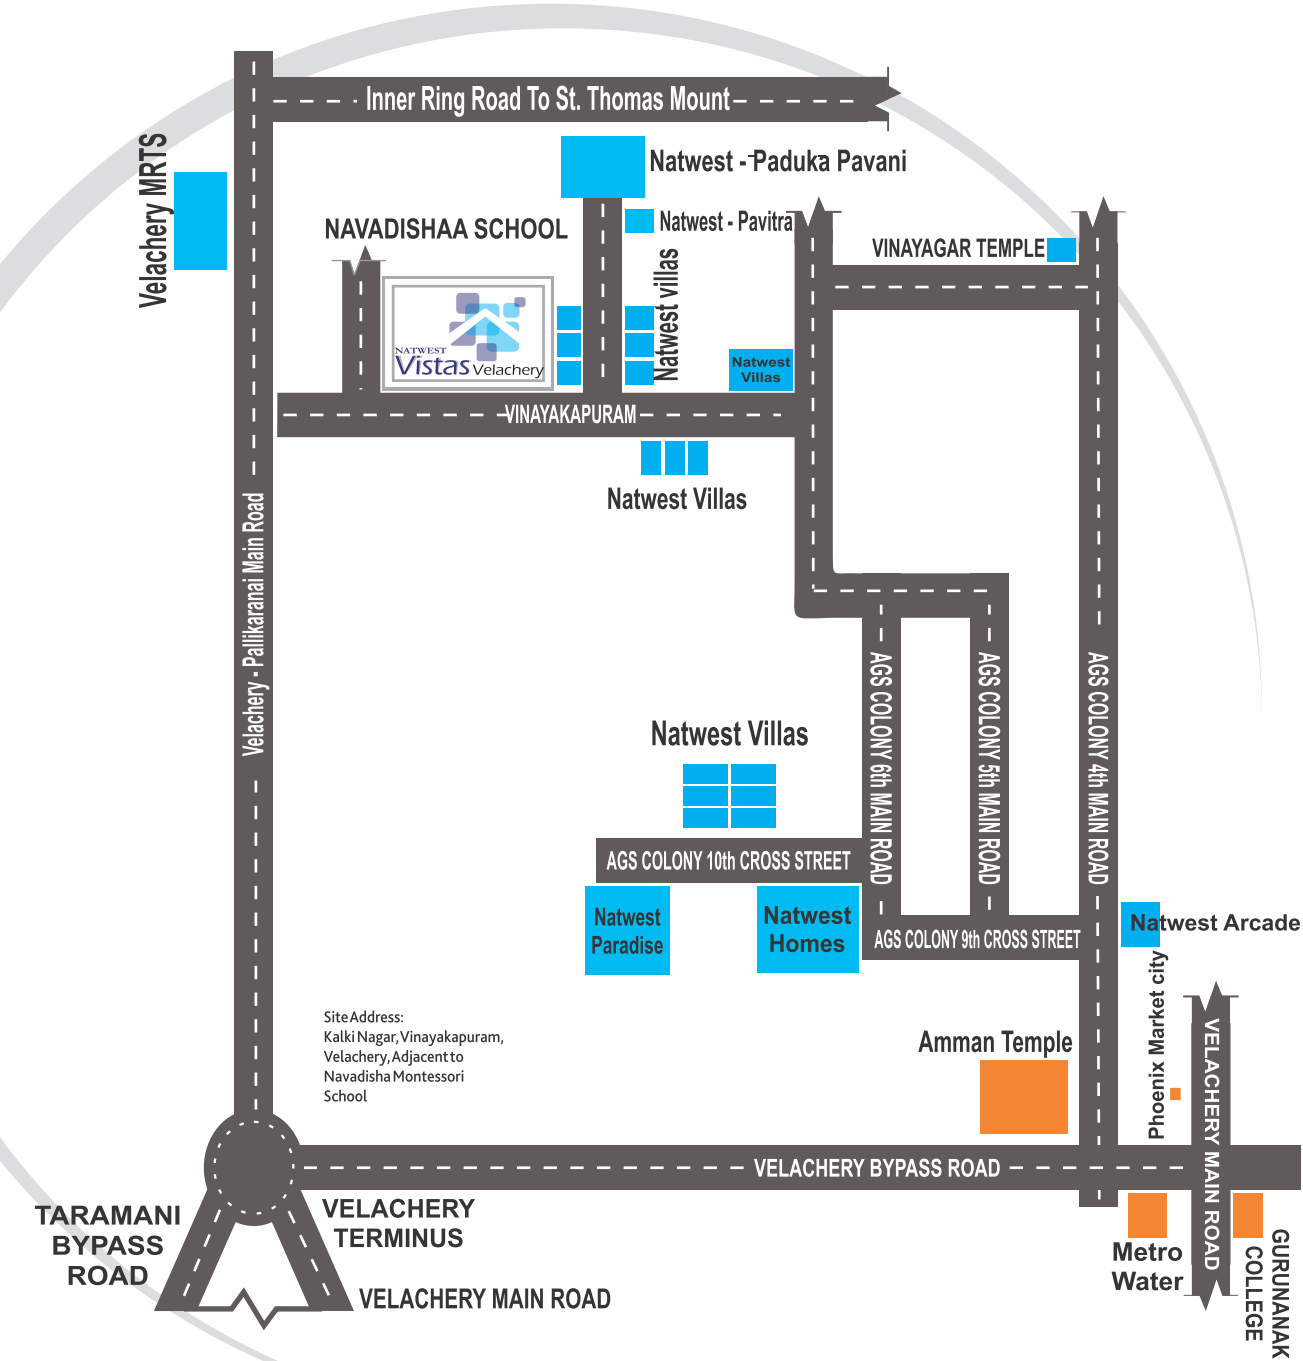 Inner Ring Road To St. Thomas Mount
Velachery MRTS
Natwest - Paduka Pavani
Natwest - Pavitra
NAVADISHAA SCHOOL
VINAYAGAR TEMPLE
Natwest villas
NATWEST
Vistas Velachery
Natwest
Villas
VINAYAKAPURAM
Natwest Villas
Velachery - Pallikaranai Main Road
AGS COLONY 6th MAIN ROAD
AGS COLONY 5th MAIN ROAD
AGS COLONY 4th MAIN ROAD
Natwest Villas
AGS COLONY 10th CROSS STREET
Natwest
Paradise
Natwest
Homes
AGS COLONY 9th CROSS STREET
Natwest Arcade
Phoenix Market city
Site Address:
Kalki Nagar, Vinayakapuram,
Velachery, Adjacent to
Navadisha Montessori
School
Amman Temple
VELACHERY MAIN ROAD
VELACHERY BYPASS ROAD
TARAMANI
BYPASS
ROAD
VELACHERY
TERMINUS
VELACHERY MAIN ROAD
Metro
Water
GURUNANAK
COLLEGE